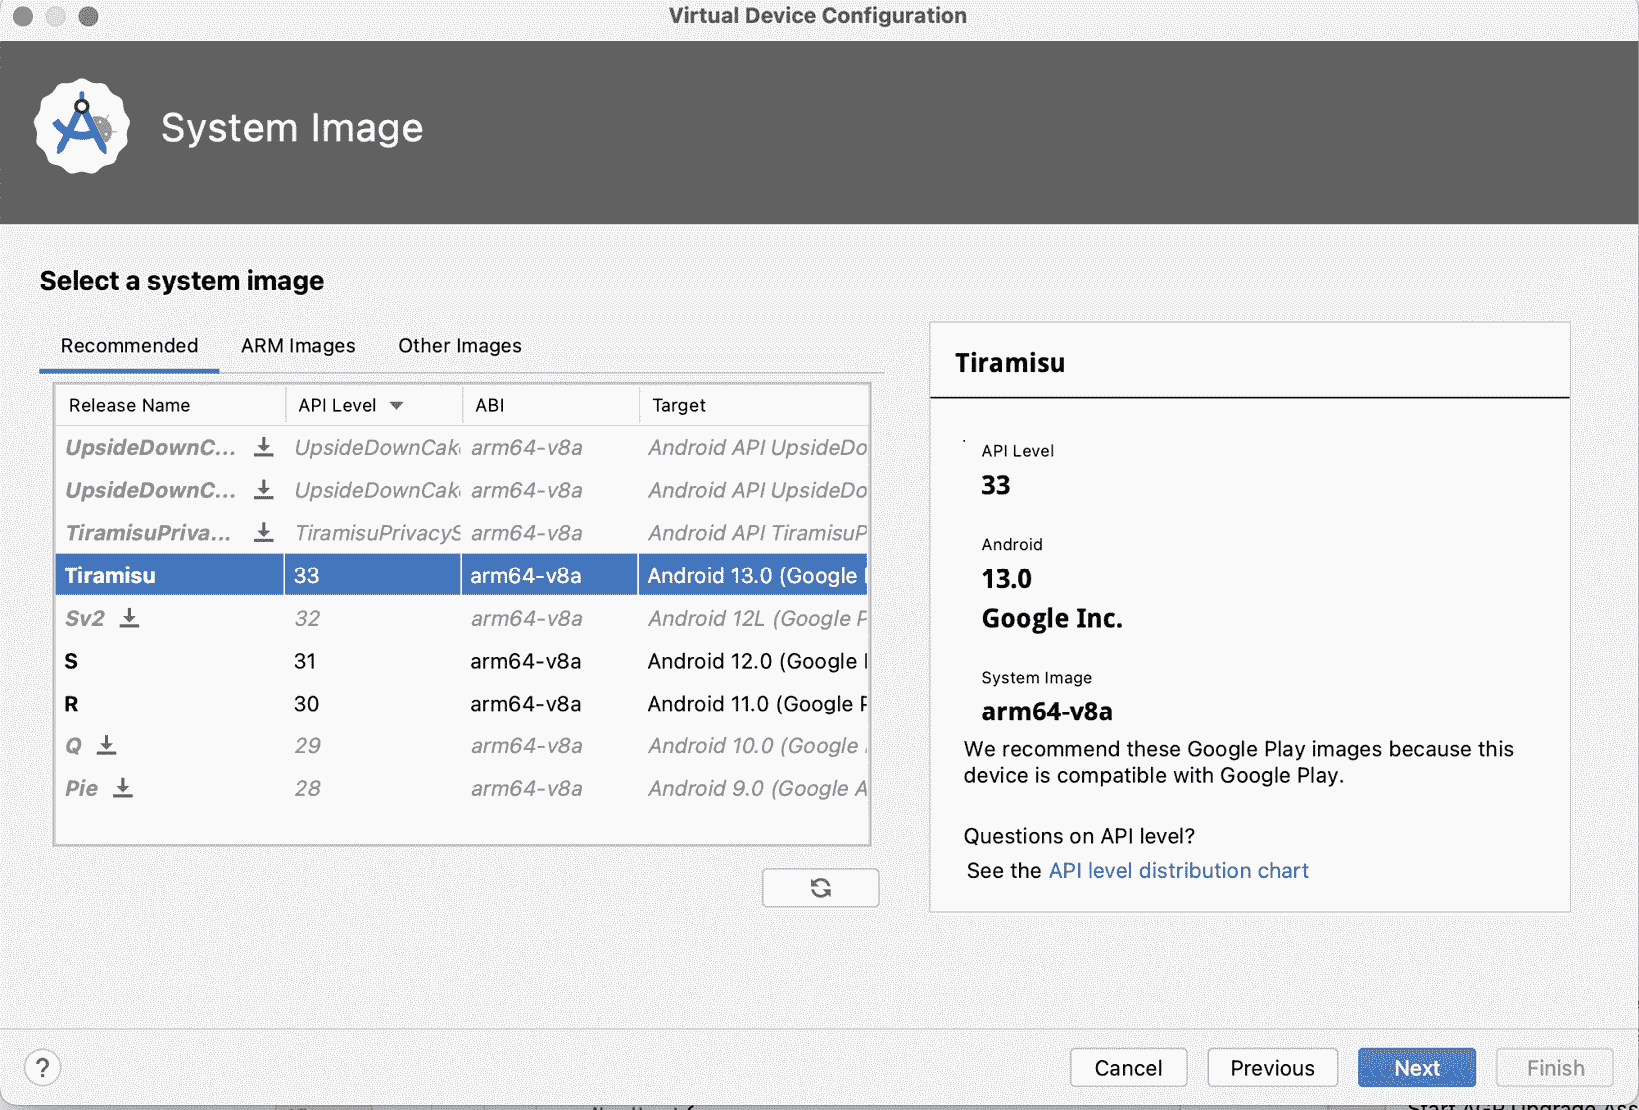 Virtual Device Configuration
System Image
Select a system image
Recommended ARM Images Other Images
Release Name API Level ABI Target
UpsideDownC... UpsideDownCak arm64-v8a Android API UpsideDo
UpsideDownC... UpsideDownCak arm64-v8a Android API UpsideDo
TiramisuPriva... TiramisuPrivacyS arm64-v8a Android API TiramisuP
Tiramisu 33 arm64-v8a Android 13.0 (Google
Sv2 32 arm64-v8a Android 12L (Google P
S 31 arm64-v8a Android 12.0 (Google
R 30 arm64-v8a Android 11.0 (Google P
Q 29 arm64-v8a Android 10.0 (Google
Pie 28 arm64-v8a Android 9.0 (Google A
Tiramisu
API Level
33
Android
13.0
Google Inc.
System Image
arm64-v8a
We recommend these Google Play images because this
device is compatible with Google Play.
Questions on API level?
See the API level distribution chart
? Cancel Previous Next Finish